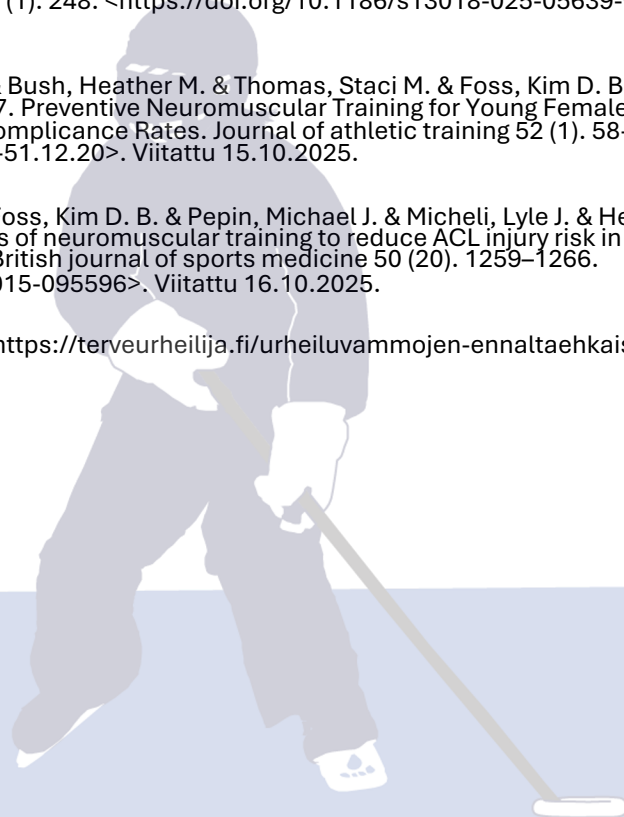 (1). 248. <https://doi.org/10.1186/s13018-025-05639-
& Bush, Heather M. & Thomas, Staci M. & Foss, Kim D. B
7. Preventive Neuromuscular Training for Young Female
omplicance Rates. Journal of athletic training 52 (1). 58-
-51.12.20>. Viitattu 15.10.2025.
Foss, Kim D. B. & Pepin, Michael J. & Micheli, Lyle J. & He
s of neuromuscular training to reduce ACL injury risk in
British journal of sports medicine 50 (20). 1259–1266.
015-095596>. Viitattu 16.10.2025.
https://terveurheilija.fi/urheiluvammojen-ennaltaehkais